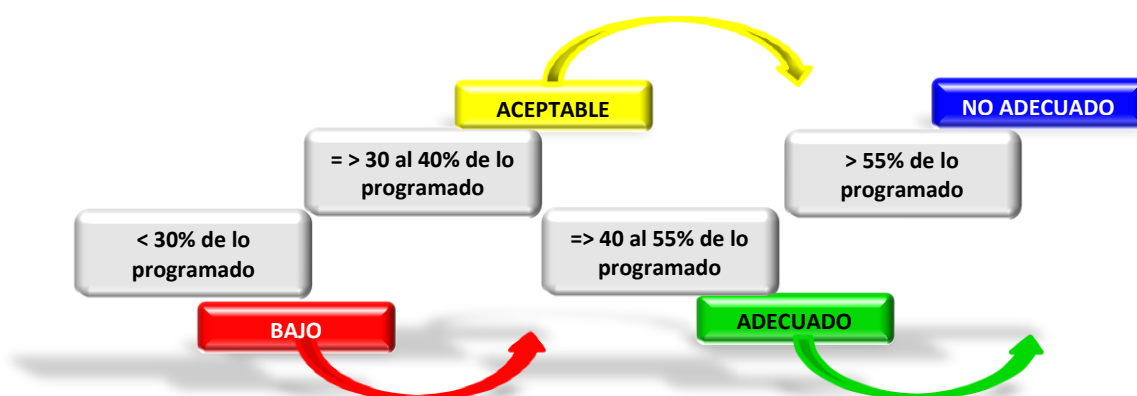 ACEPTABLE
NO ADECUADO
= > 30 al 40% de lo
programado
> 55% de lo
programado
< 30% de lo
programado
=> 40 al 55% de lo
programado
BAJO
ADECUADO